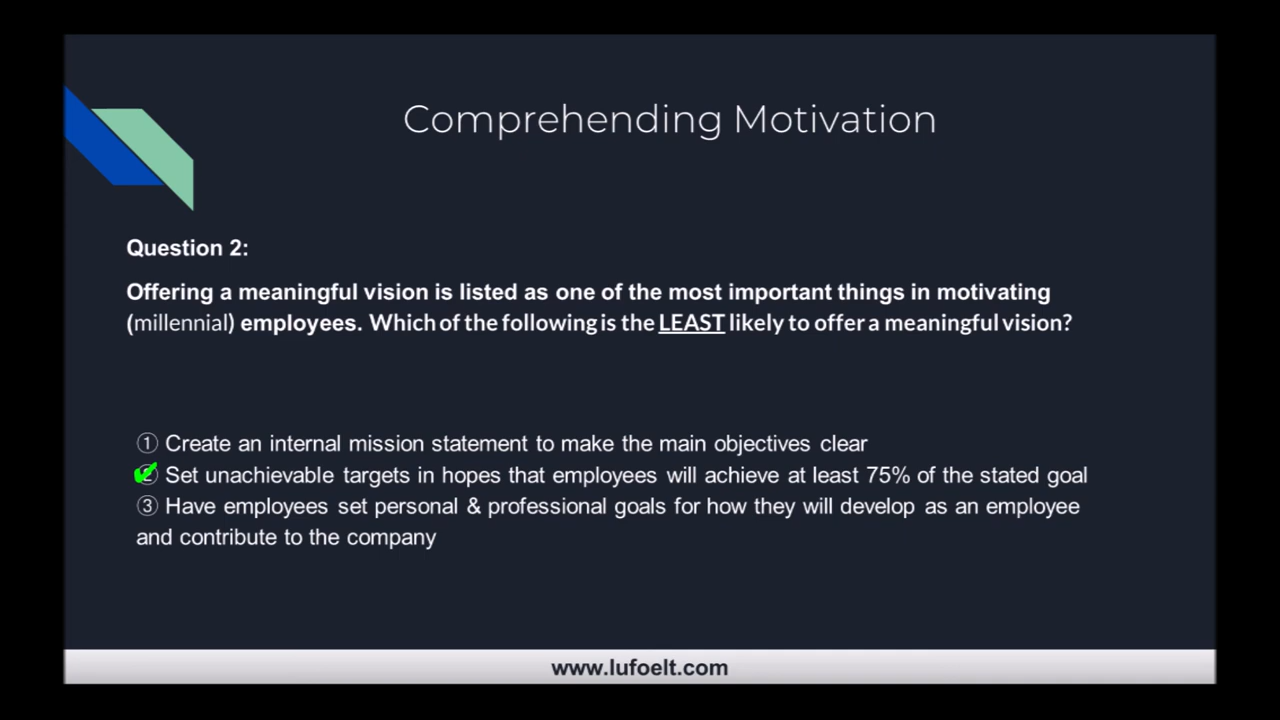 Comprehending Motivation
Question 2:
Offering a meaningful vision is listed as one of the most important things in motivating
(millennial) employees. Which of the following is the LEAST likely to offer a meaningful vision?
① Create an internal mission statement to make the main objectives clear
② Set unachievable targets in hopes that employees will achieve at least 75% of the stated goal
③ Have employees set personal & professional goals for how they will develop as an employee
and contribute to the company
www.lufoelt.com